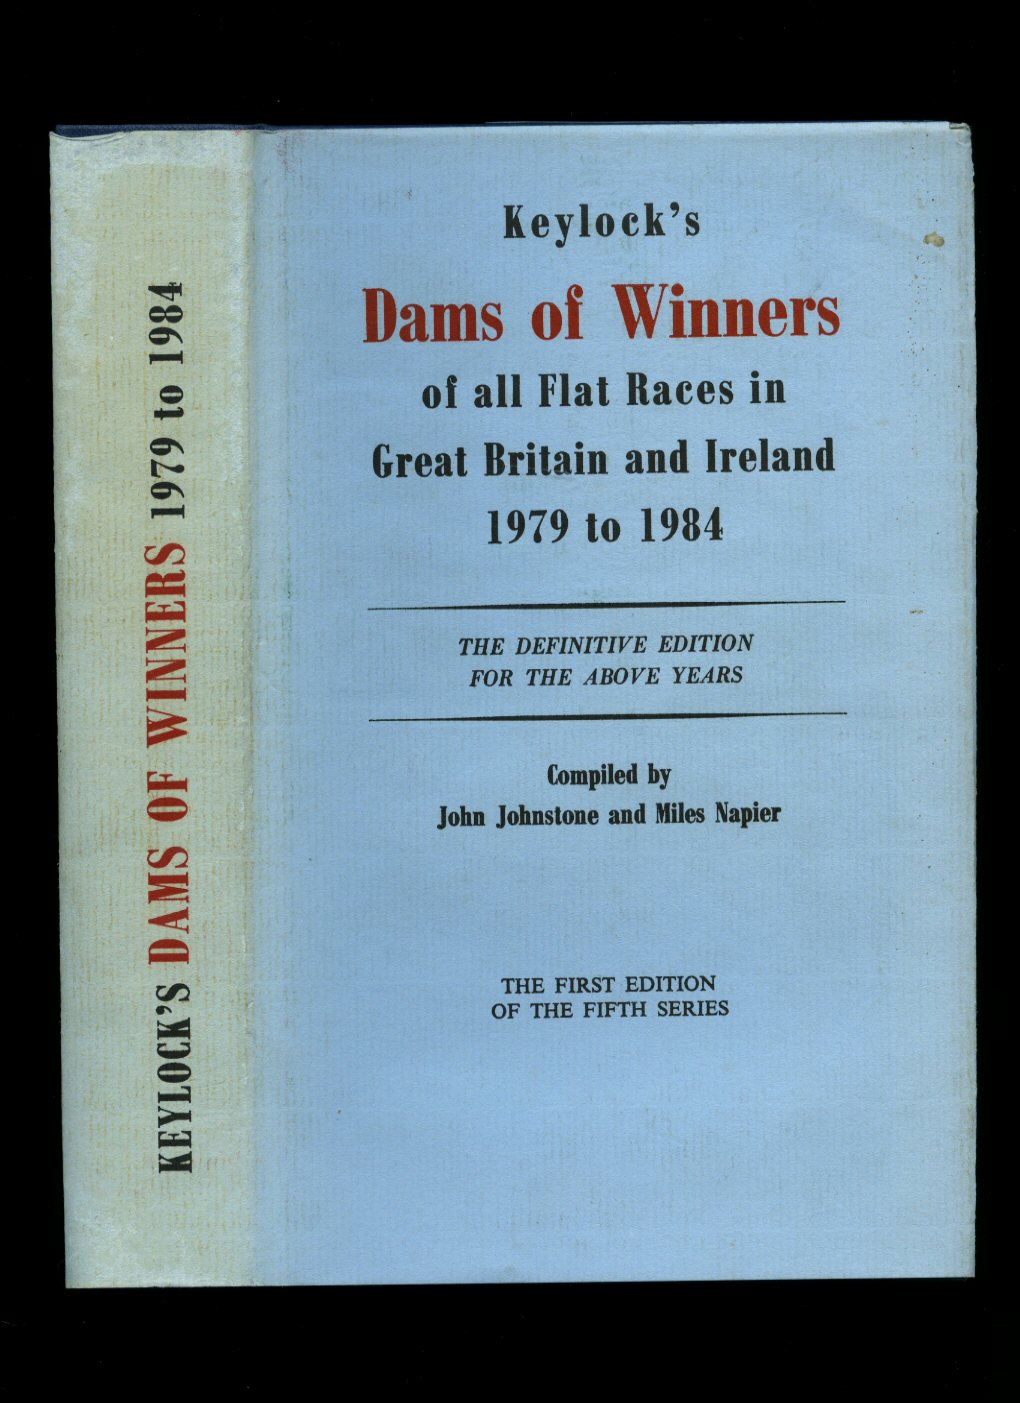 KEYLOCK'S DAMS OF WINNERS 1979 to 1984
Keylock's
Dams of Winners
of all Flat Races in
Great Britain and Ireland
1979 to 1984
THE DEFINITIVE EDITION
FOR THE ABOVE YEARS
Compiled by
John Johnstone and Miles Napier
THE FIRST EDITION
OF THE FIFTH SERIES